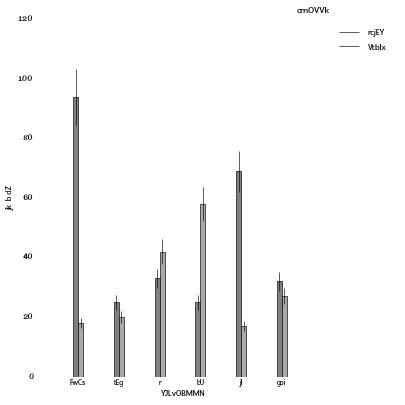 cmOVVk
rcjEY
Vtblx
120
100
80
60
40
20
0
jk b dZ
FwCs
tEg
r
bU
jl
gpi
YJLvOBMMN